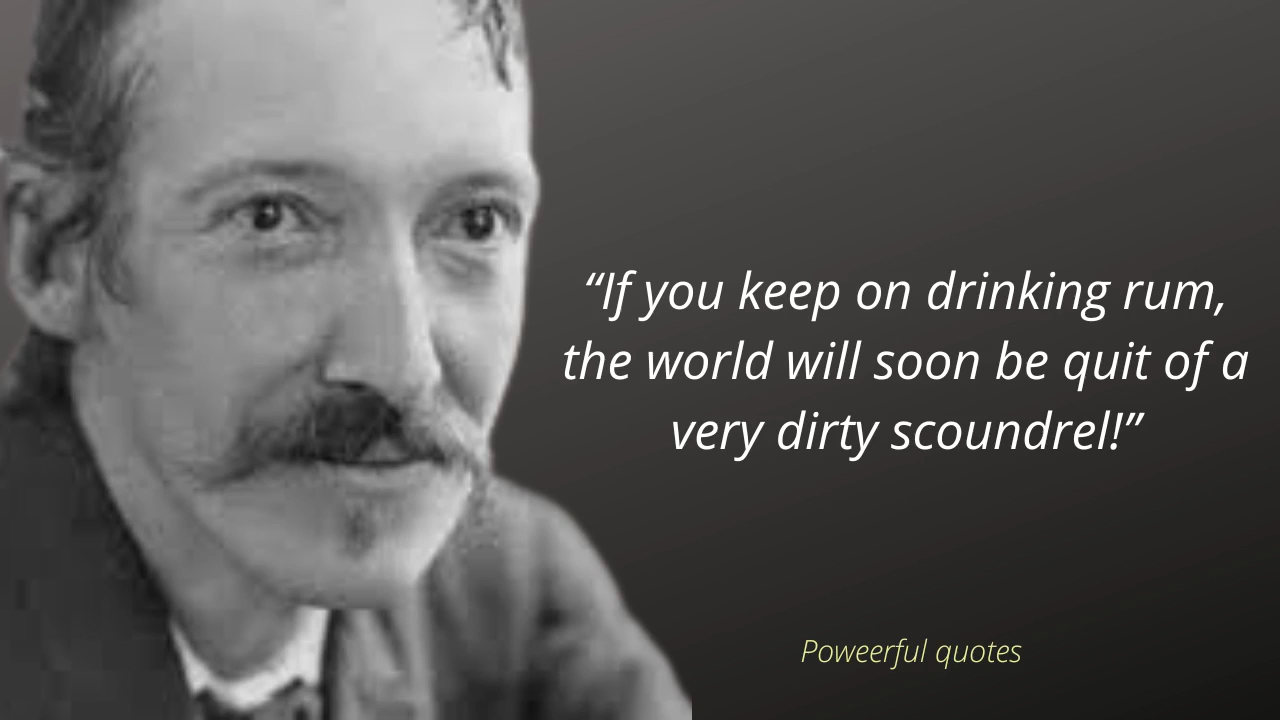 “If you keep on drinking rum,
the world will soon be quit of a
very dirty scoundrel!”
Poweerful quotes